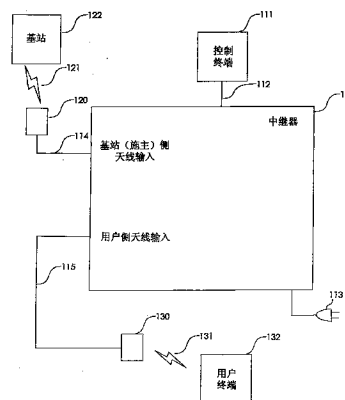 122
基站
121
120
114
111
控制
终端
112
1
中继器
基站（施主）侧
天线输入
用户侧天线输入
115
113
130
131
132
用户
终端